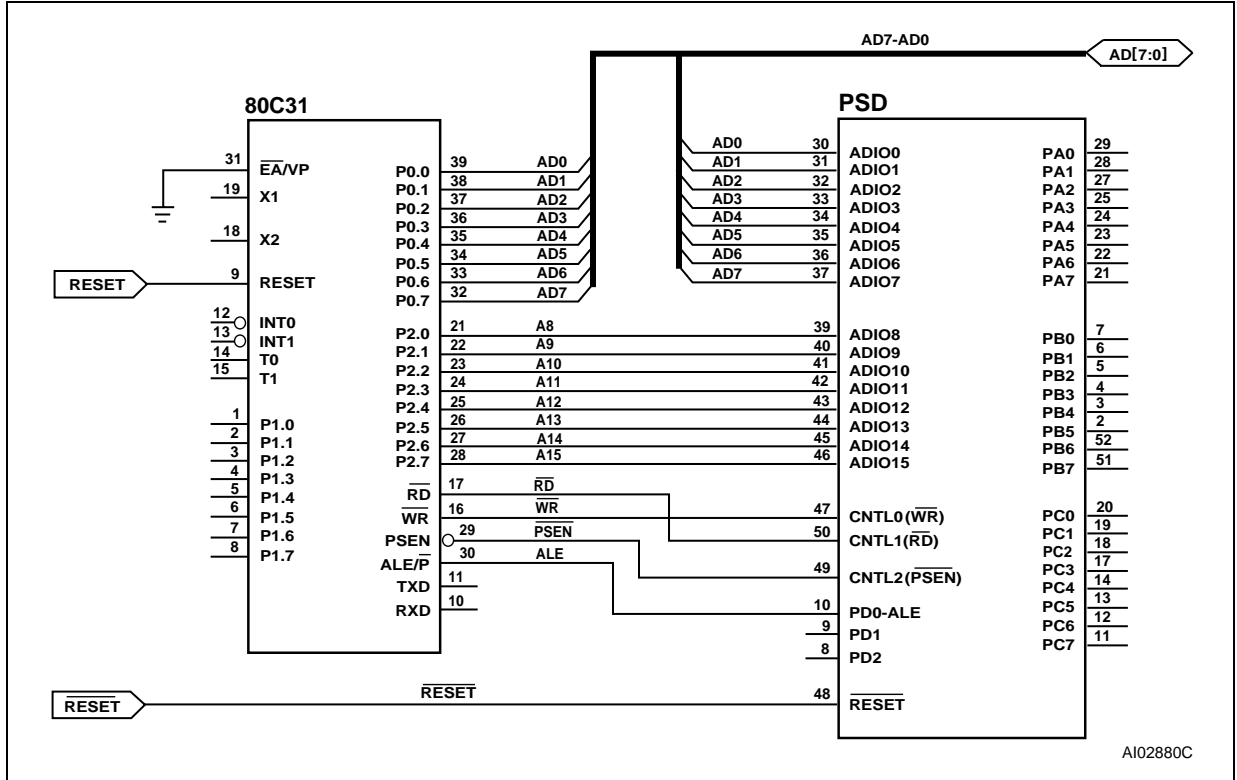 AD7-AD0
AD[7:0]
80C31
PSD
31 EA/VP
19 X1
18 X2
RESET 9 RESET
12 INT0
13 INT1
14 T0
15 T1
1 P1.0
2 P1.1
3 P1.2
4 P1.3
5 P1.4
6 P1.5
7 P1.6
8 P1.7
P0.0 39 AD0
P0.1 38 AD1
P0.2 37 AD2
P0.3 36 AD3
P0.4 35 AD4
P0.5 34 AD5
P0.6 33 AD6
P0.7 32 AD7
P2.0 21 A8
P2.1 22 A9
P2.2 23 A10
P2.3 24 A11
P2.4 25 A12
P2.5 26 A13
P2.6 27 A14
P2.7 28 A15
RD 17 RD
WR 16 WR
PSEN 29 PSEN
ALE/P 30 ALE
TXD 11
RXD 10
AD0 30 ADIO0
AD1 31 ADIO1
AD2 32 ADIO2
AD3 33 ADIO3
AD4 34 ADIO4
AD5 35 ADIO5
AD6 36 ADIO6
AD7 37 ADIO7
39 ADIO8
40 ADIO9
41 ADIO10
42 ADIO11
43 ADIO12
44 ADIO13
45 ADIO14
46 ADIO15
47 CNTL0(WR)
50 CNTL1(RD)
49 CNTL2(PSEN)
10 PD0-ALE
9 PD1
8 PD2
RESET RESET 48 RESET
PA0 29
PA1 28
PA2 27
PA3 25
PA4 24
PA5 23
PA6 22
PA7 21
PB0 7
PB1 6
PB2 5
PB3 4
PB4 3
PB5 2
PB6 52
PB7 51
PC0 20
PC1 19
PC2 18
PC3 17
PC4 14
PC5 13
PC6 12
PC7 11
AI02880C